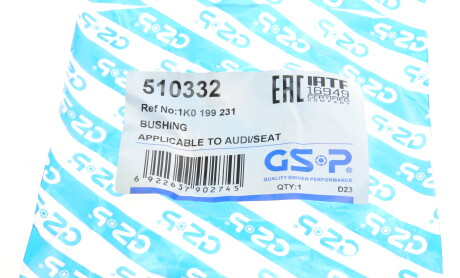 510332
Ref No:1K0 199 231
BUSHING
APPLICABLE TO AUDI/SEAT
6 922637 902745
EAC
IATF
16949
CERTIFIED
COMPANY
GSP
QUALITY DRIVEN PERFORMANCE
QTY:1 D23